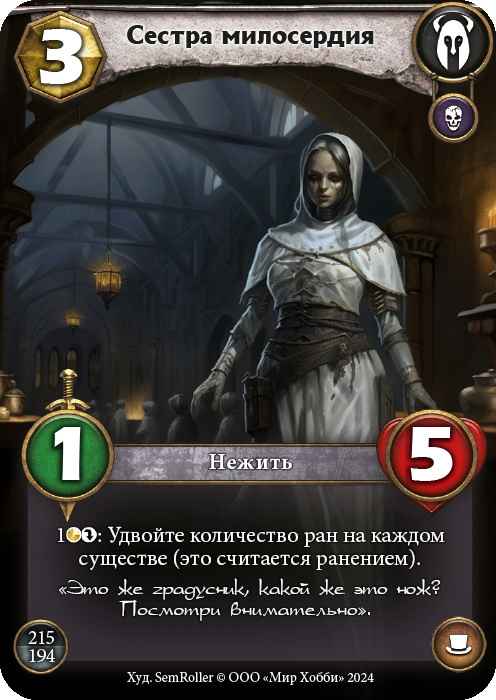 3
Сестра милосердия
1
Нежить
5
1: Удвойте количество ран на каждом
существе (это считается ранением).
«Это же градусник, какой же это нож?
Посмотри внимательно».
215
194
Худ. SemRoller © ООО «Мир Хобби» 2024